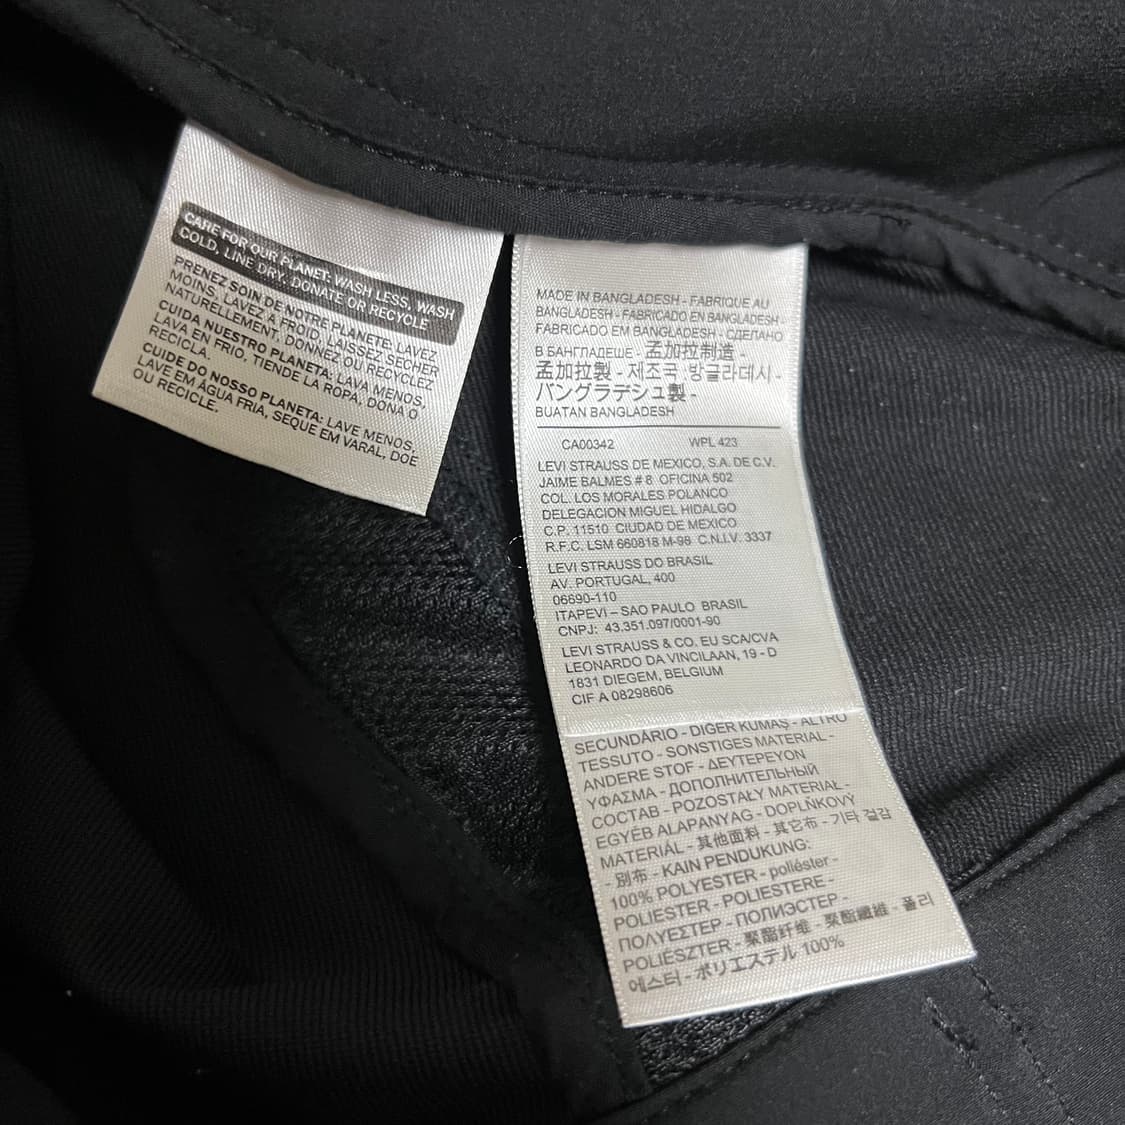 CARE FOR OUR PLANET: WASH LESS, WASH
COLD, LINE DRY, DONATE OR RECYCLE
PRENEZ SOIN DE NOTRE PLANETE: LAVEZ
MOINS, LAVEZ À FROID, LAISSEZ SÉCHER
NATURELLEMENT, DONNEZ OU RECYCLEZ
CUIDA NUESTRO PLANETA: LAVA MENOS,
LAVA EN FRIO, TIENDE LA ROPA, DONA O
RECICLA.
CUIDE DO NOSSO PLANETA: LAVE MENOS,
LAVE EM ÁGUA FRIA, SEQUE EM VARAL, DOE
OU RECICLE.
MADE IN BANGLADESH - FABRIQUE AU
BANGLADESH - FABRICADO EN BANGLADESH -
FABRICADO EM BANGLADESH - СДЕЛАНО
В БАНГЛАДЕШЕ - 孟加拉制造 -
孟加拉製 - 제조국 :방글라데시 -
バングラデシュ製 -
BUATAN BANGLADESH
CA00342 WPL 423
LEVI STRAUSS DE MEXICO, S.A. DE C.V.
JAIME BALMES # 8 OFICINA 502
COL. LOS MORALES POLANCO
DELEGACION MIGUEL HIDALGO
C.P. 11510 CIUDAD DE MEXICO
R.F.C. LSM 660818 M-98 C.N.I.V. 3337
LEVI STRAUSS DO BRASIL
AV. PORTUGAL, 400
06690-110
ITAPEVI – SAO PAULO BRASIL
CNPJ: 43.351.097/0001-90
LEVI STRAUSS & CO. EU SCA/CVA
LEONARDO DA VINCILAAN, 19 - D
1831 DIEGEM, BELGIUM
CIF A 08298606
SECUNDÁRIO - DIĞER KUMAŞ - ALTRO
TESSUTO - SONSTIGES MATERIAL -
ANDERE STOF - ΔΕΥΤΕΡΕΥΟΝ
ΥΦΑΣΜΑ - ДОПОЛНИТЕЛЬНЫЙ
СОСТАВ - POZOSTAŁY MATERIAŁ -
EGYÉB ALAPANYAG - DOPLŇKOVÝ
MATERIÁL - 其他面料 - 其它布 - 기타 겉감
- 別布 - KAIN PENDUKUNG:
100% POLYESTER - poliéster -
POLIESTER - POLIESTERE -
ΠΟΛΥΕΣΤΕΡ - ПОЛИЭСТЕР -
POLIÉSZTER - 聚酯纤维 - 聚酯纖維 - 폴리
에스터 - ポリエステル 100%